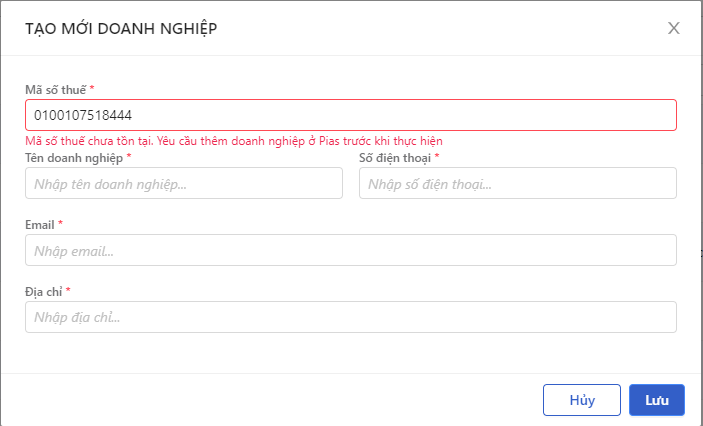 TẠO MỚI DOANH NGHIỆP
X
Mã số thuế *
0100107518444
Mã số thuế chưa tồn tại. Yêu cầu thêm doanh nghiệp ở Pias trước khi thực hiện
Tên doanh nghiệp * Số điện thoại *
Nhập tên doanh nghiệp... Nhập số điện thoại...
Email *
Nhập email...
Địa chỉ *
Nhập địa chỉ...
Hủy Lưu